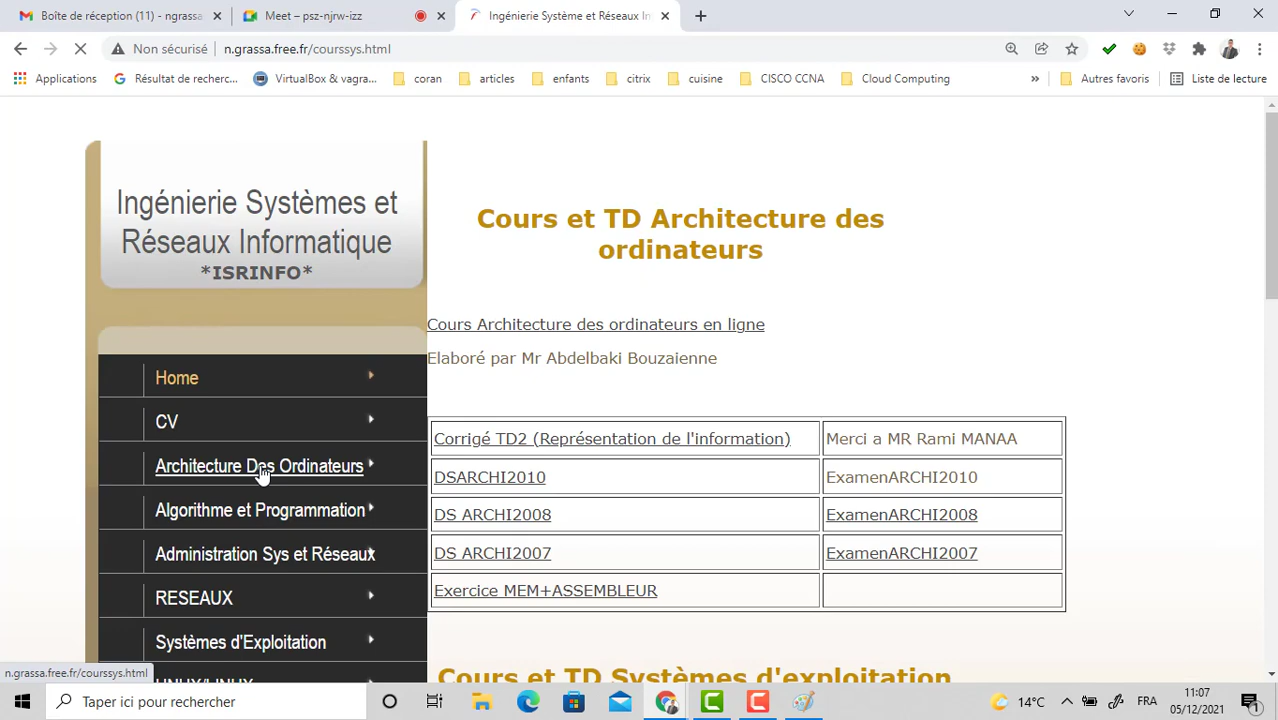 Boîte de réception (11) - ngrassa
Meet – psz-njrw-izz
Ingénierie Système et Réseaux In
Non sécurisé
n.grassa.free.fr/courssys.html
Applications
Résultat de recherc...
VirtualBox & vagra...
coran
articles
enfants
citrix
cuisine
CISCO CCNA
Cloud Computing
»
Autres favoris
Liste de lecture
Ingénierie Systèmes et
Réseaux Informatique
*ISRINFO*
Home
CV
Architecture Des Ordinateurs
Algorithme et Programmation
Administration Sys et Réseaux
RESEAUX
Systèmes d'Exploitation
Cours et TD Architecture des
ordinateurs
Cours Architecture des ordinateurs en ligne
Elaboré par Mr Abdelbaki Bouzaienne
Corrigé TD2 (Représentation de l'information) Merci a MR Rami MANAA
DSARCHI2010 ExamenARCHI2010
DS ARCHI2008 ExamenARCHI2008
DS ARCHI2007 ExamenARCHI2007
Exercice MEM+ASSEMBLEUR
Cours et TD Systèmes d'exploitation
n.grassa.free.fr/courssys.html
Taper ici pour rechercher
14°C
FRA
11:07
05/12/2021
1